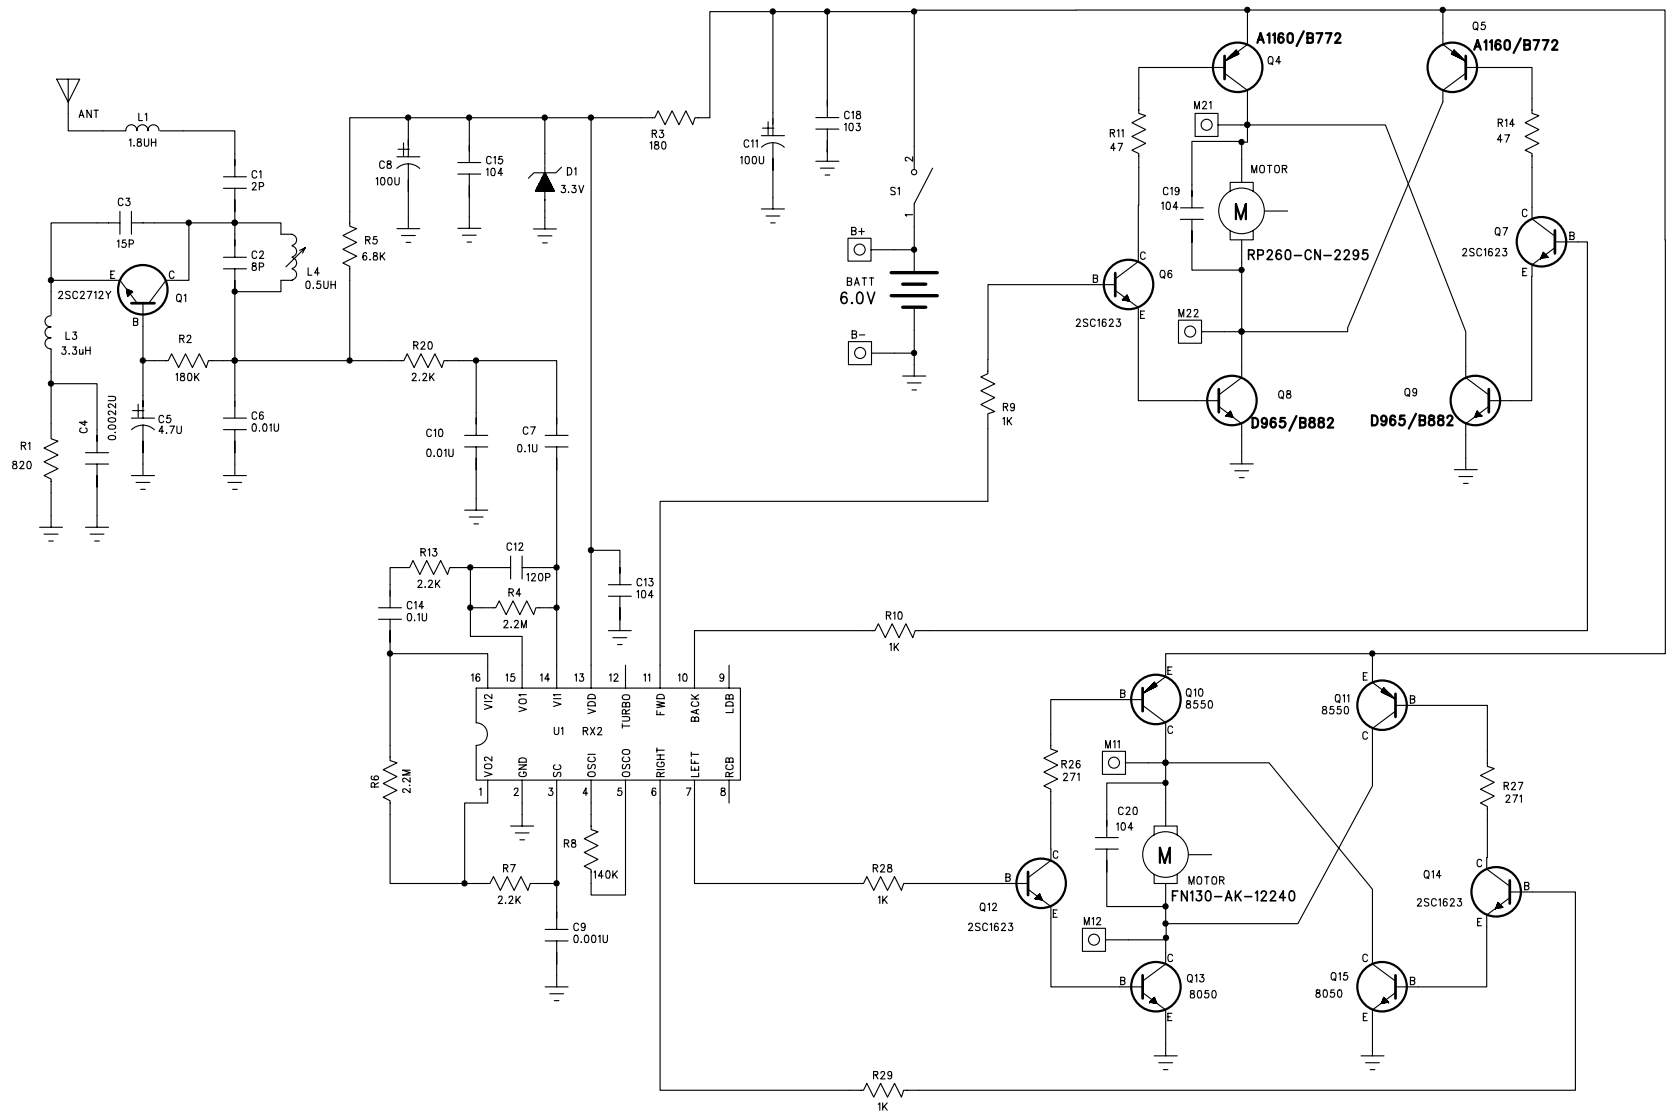 ANT
L1
1.8UH
C1
2P
C3
15P
C2
8P
L4
0.5UH
E
C
B
2SC2712Y
Q1
L3
3.3uH
R2
180K
R1
820
C4
0.0022U
C5
4.7U
C6
0.01U
R5
6.8K
C8
100U
C15
104
D1
3.3V
R3
180
C11
100U
C18
103
S1
2
1
B+
BATT
6.0V
B-
R20
2.2K
C10
0.01U
C7
0.1U
R13
2.2K
C12
120P
R4
2.2M
C14
0.1U
C13
104
R6
2.2M
16
15
14
13
12
11
10
9
VI2
VO1
VI1
VDD
TURBO
FWD
BACK
LDB
U1
RX2
VO2
GND
SC
OSCI
OSCO
RIGHT
LEFT
RCB
1
2
3
4
5
6
7
8
R7
2.2K
R8
140K
C9
0.001U
R9
1K
R10
1K
R28
1K
R29
1K
A1160/B772
Q4
Q5
A1160/B772
R11
47
M21
R14
47
C19
104
MOTOR
M
RP260-CN-2295
M22
B
C
E
Q6
2SC1623
Q7
2SC1623
C
B
E
Q8
D965/B882
Q9
D965/B882
E
B
C
Q10
8550
Q11
8550
E
B
C
M11
R26
271
R27
271
C20
104
M
MOTOR
FN130-AK-12240
M12
B
C
E
Q12
2SC1623
Q14
2SC1623
C
B
E
B
C
E
Q13
8050
Q15
8050
C
B
E